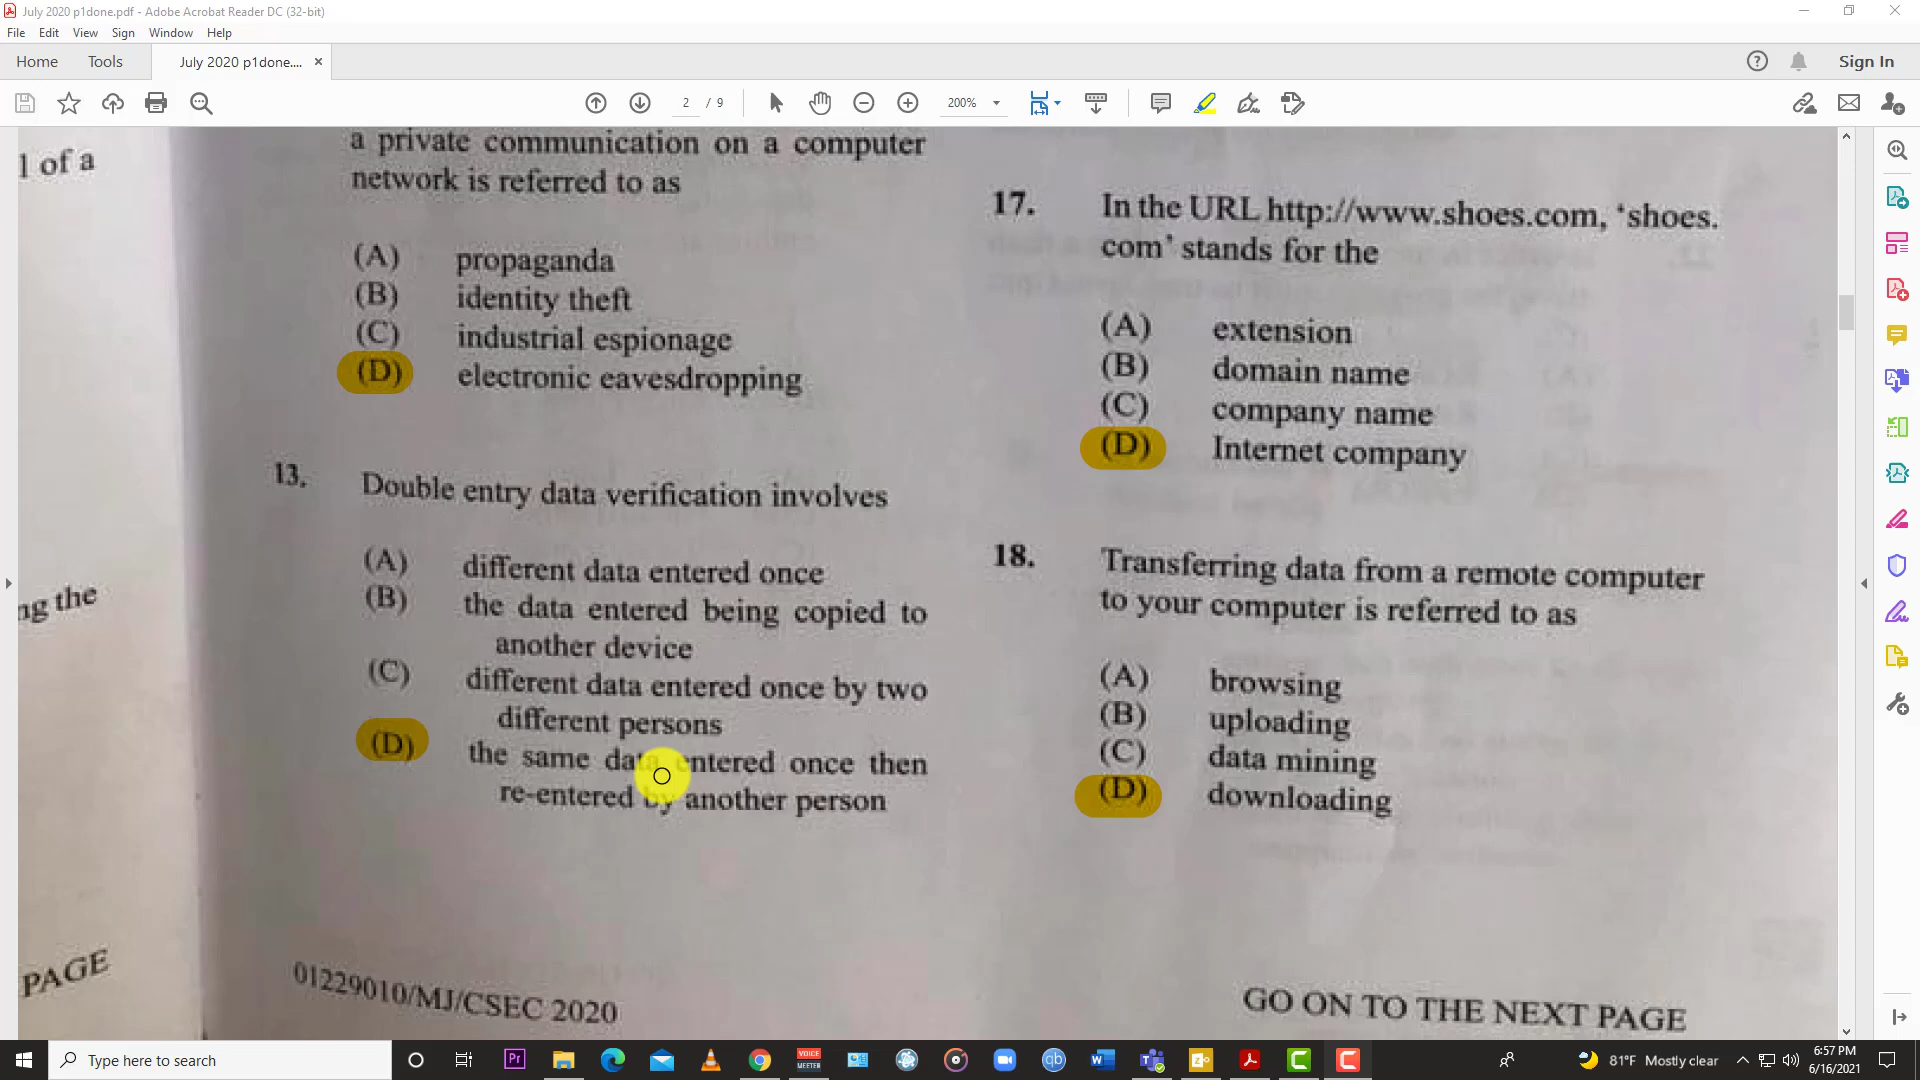 July 2020 p1done.pdf - Adobe Acrobat Reader DC (32-bit)
File Edit View Sign Window Help
Home Tools July 2020 p1done.... × Sign In
2 / 9 200%
1 of a
ng the
PAGE
a private communication on a computer
network is referred to as
(A) propaganda
(B) identity theft
(C) industrial espionage
(D) electronic eavesdropping
13. Double entry data verification involves
(A) different data entered once
(B) the data entered being copied to
another device
(C) different data entered once by two
different persons
(D) the same data entered once then
re-entered by another person
01229010/MJ/CSEC 2020
17. In the URL http://www.shoes.com, ‘shoes.
com’ stands for the
(A) extension
(B) domain name
(C) company name
(D) Internet company
18. Transferring data from a remote computer
to your computer is referred to as
(A) browsing
(B) uploading
(C) data mining
(D) downloading
GO ON TO THE NEXT PAGE
Type here to search
Pr
VOICE
MEETER
qb
81°F Mostly clear
6:57 PM
6/16/2021